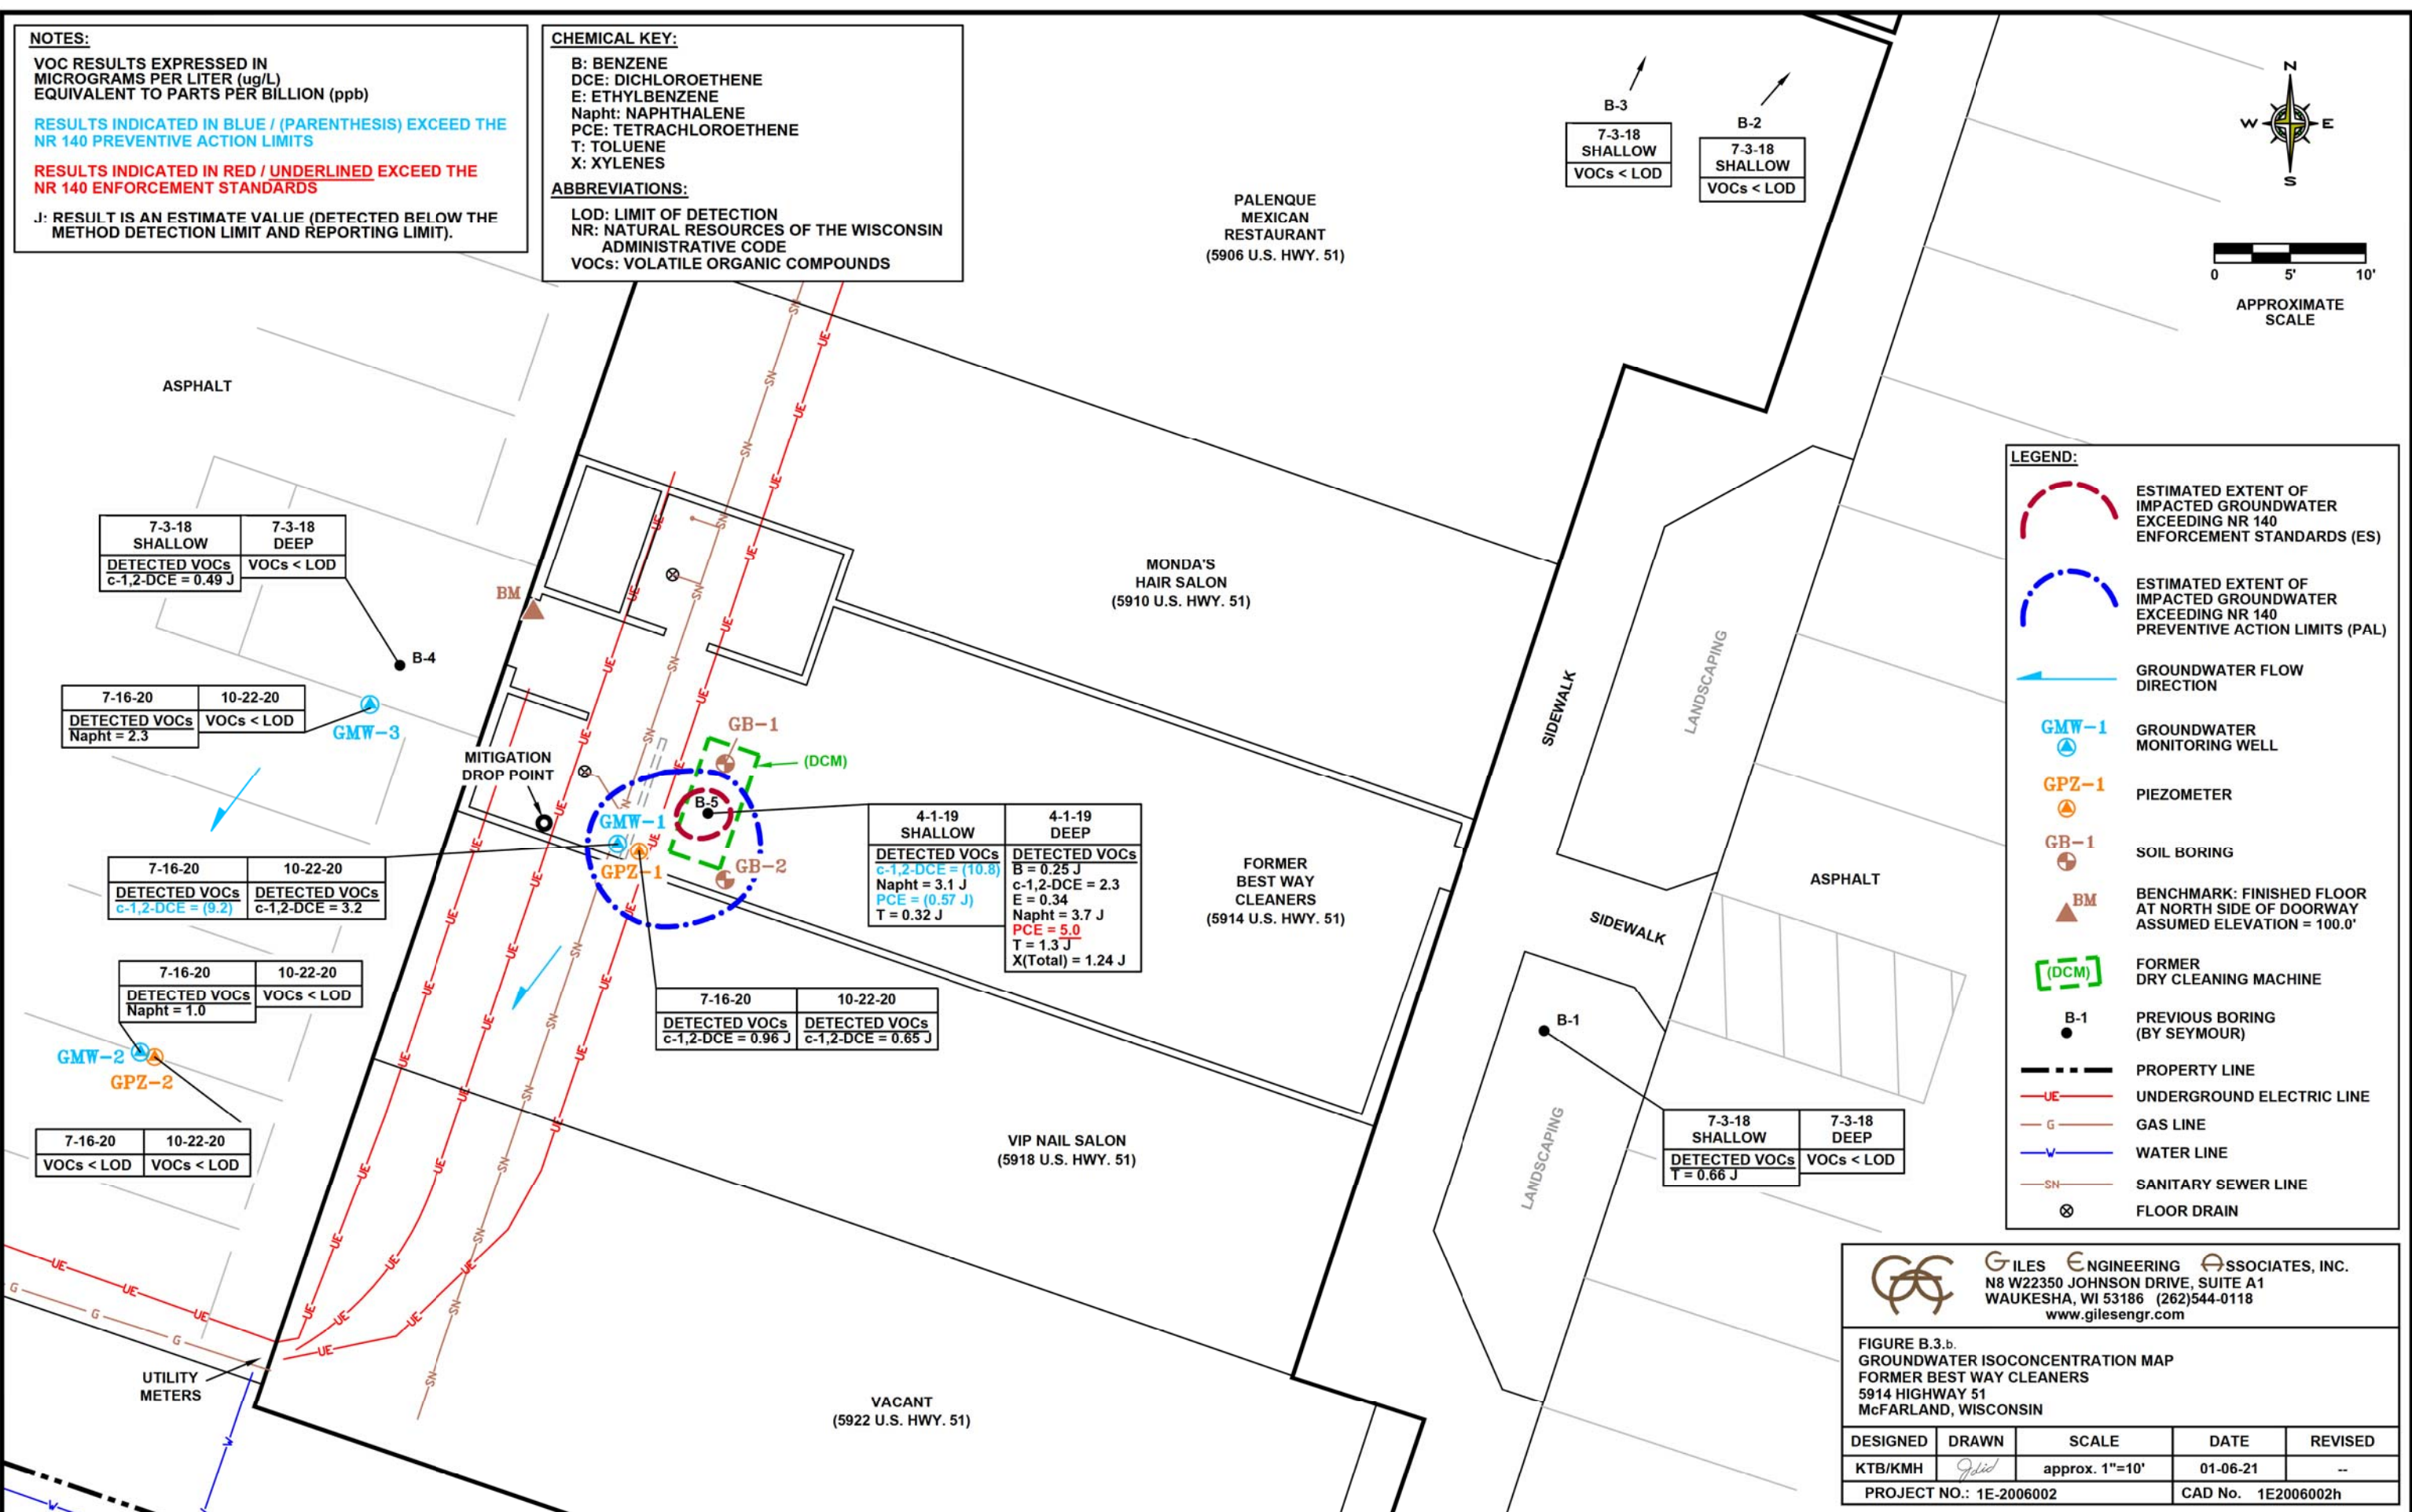 NOTES:
VOC RESULTS EXPRESSED IN
MICROGRAMS PER LITER (ug/L)
EQUIVALENT TO PARTS PER BILLION (ppb)
RESULTS INDICATED IN BLUE / (PARENTHESIS) EXCEED THE
NR 140 PREVENTIVE ACTION LIMITS
RESULTS INDICATED IN RED / UNDERLINED EXCEED THE
NR 140 ENFORCEMENT STANDARDS
J: RESULT IS AN ESTIMATE VALUE (DETECTED BELOW THE
METHOD DETECTION LIMIT AND REPORTING LIMIT).
CHEMICAL KEY:
B: BENZENE
DCE: DICHLOROETHENE
E: ETHYLBENZENE
Napht: NAPHTHALENE
PCE: TETRACHLOROETHENE
T: TOLUENE
X: XYLENES
ABBREVIATIONS:
LOD: LIMIT OF DETECTION
NR: NATURAL RESOURCES OF THE WISCONSIN
ADMINISTRATIVE CODE
VOCs: VOLATILE ORGANIC COMPOUNDS
PALENQUE
MEXICAN
RESTAURANT
(5906 U.S. HWY. 51)
B-3
7-3-18
SHALLOW
VOCs < LOD
B-2
7-3-18
SHALLOW
VOCs < LOD
N
W E
S
0 5' 10'
APPROXIMATE
SCALE
ASPHALT
7-3-18 7-3-18
SHALLOW DEEP
DETECTED VOCs VOCs < LOD
c-1,2-DCE = 0.49 J
B-4
BM
7-16-20 10-22-20
DETECTED VOCs VOCs < LOD
Napht = 2.3
GMW-3
MITIGATION
DROP POINT
GB-1
(DCM)
B-5
GMW-1
GPZ-1
GB-2
MONDA'S
HAIR SALON
(5910 U.S. HWY. 51)
4-1-19 4-1-19
SHALLOW DEEP
DETECTED VOCs DETECTED VOCs
c-1,2-DCE = (10.8) B = 0.25 J
Napht = 3.1 J c-1,2-DCE = 2.3
PCE = (0.57 J) E = 0.34
T = 0.32 J Napht = 3.7 J
PCE = 5.0
T = 1.3 J
X(Total) = 1.24 J
FORMER
BEST WAY
CLEANERS
(5914 U.S. HWY. 51)
7-16-20 10-22-20
DETECTED VOCs DETECTED VOCs
c-1,2-DCE = (9.2) c-1,2-DCE = 3.2
7-16-20 10-22-20
DETECTED VOCs VOCs < LOD
Napht = 1.0
GMW-2
GPZ-2
7-16-20 10-22-20
VOCs < LOD VOCs < LOD
7-16-20 10-22-20
DETECTED VOCs DETECTED VOCs
c-1,2-DCE = 0.96 J c-1,2-DCE = 0.65 J
VIP NAIL SALON
(5918 U.S. HWY. 51)
VACANT
(5922 U.S. HWY. 51)
UTILITY
METERS
SIDEWALK
LANDSCAPING
SIDEWALK
ASPHALT
B-1
LANDSCAPING
7-3-18 7-3-18
SHALLOW DEEP
DETECTED VOCs VOCs < LOD
T = 0.66 J
UE UE UE UE UE UE UE UE UE
SN SN SN SN SN SN SN SN SN
G G G
W W
LEGEND:
ESTIMATED EXTENT OF
IMPACTED GROUNDWATER
EXCEEDING NR 140
ENFORCEMENT STANDARDS (ES)
ESTIMATED EXTENT OF
IMPACTED GROUNDWATER
EXCEEDING NR 140
PREVENTIVE ACTION LIMITS (PAL)
GROUNDWATER FLOW
DIRECTION
GMW-1 GROUNDWATER
MONITORING WELL
GPZ-1
PIEZOMETER
GB-1
SOIL BORING
BM BENCHMARK: FINISHED FLOOR
AT NORTH SIDE OF DOORWAY
ASSUMED ELEVATION = 100.0'
(DCM) FORMER
DRY CLEANING MACHINE
B-1 PREVIOUS BORING
(BY SEYMOUR)
PROPERTY LINE
UE UNDERGROUND ELECTRIC LINE
G GAS LINE
W WATER LINE
SN SANITARY SEWER LINE
FLOOR DRAIN
GILES ENGINEERING ASSOCIATES, INC.
N8 W22350 JOHNSON DRIVE, SUITE A1
WAUKESHA, WI 53186 (262)544-0118
www.gilesengr.com
FIGURE B.3.b.
GROUNDWATER ISOCONCENTRATION MAP
FORMER BEST WAY CLEANERS
5914 HIGHWAY 51
McFARLAND, WISCONSIN
DESIGNED DRAWN SCALE DATE REVISED
KTB/KMH approx. 1"=10' 01-06-21 --
PROJECT NO.: 1E-2006002 CAD No. 1E2006002h